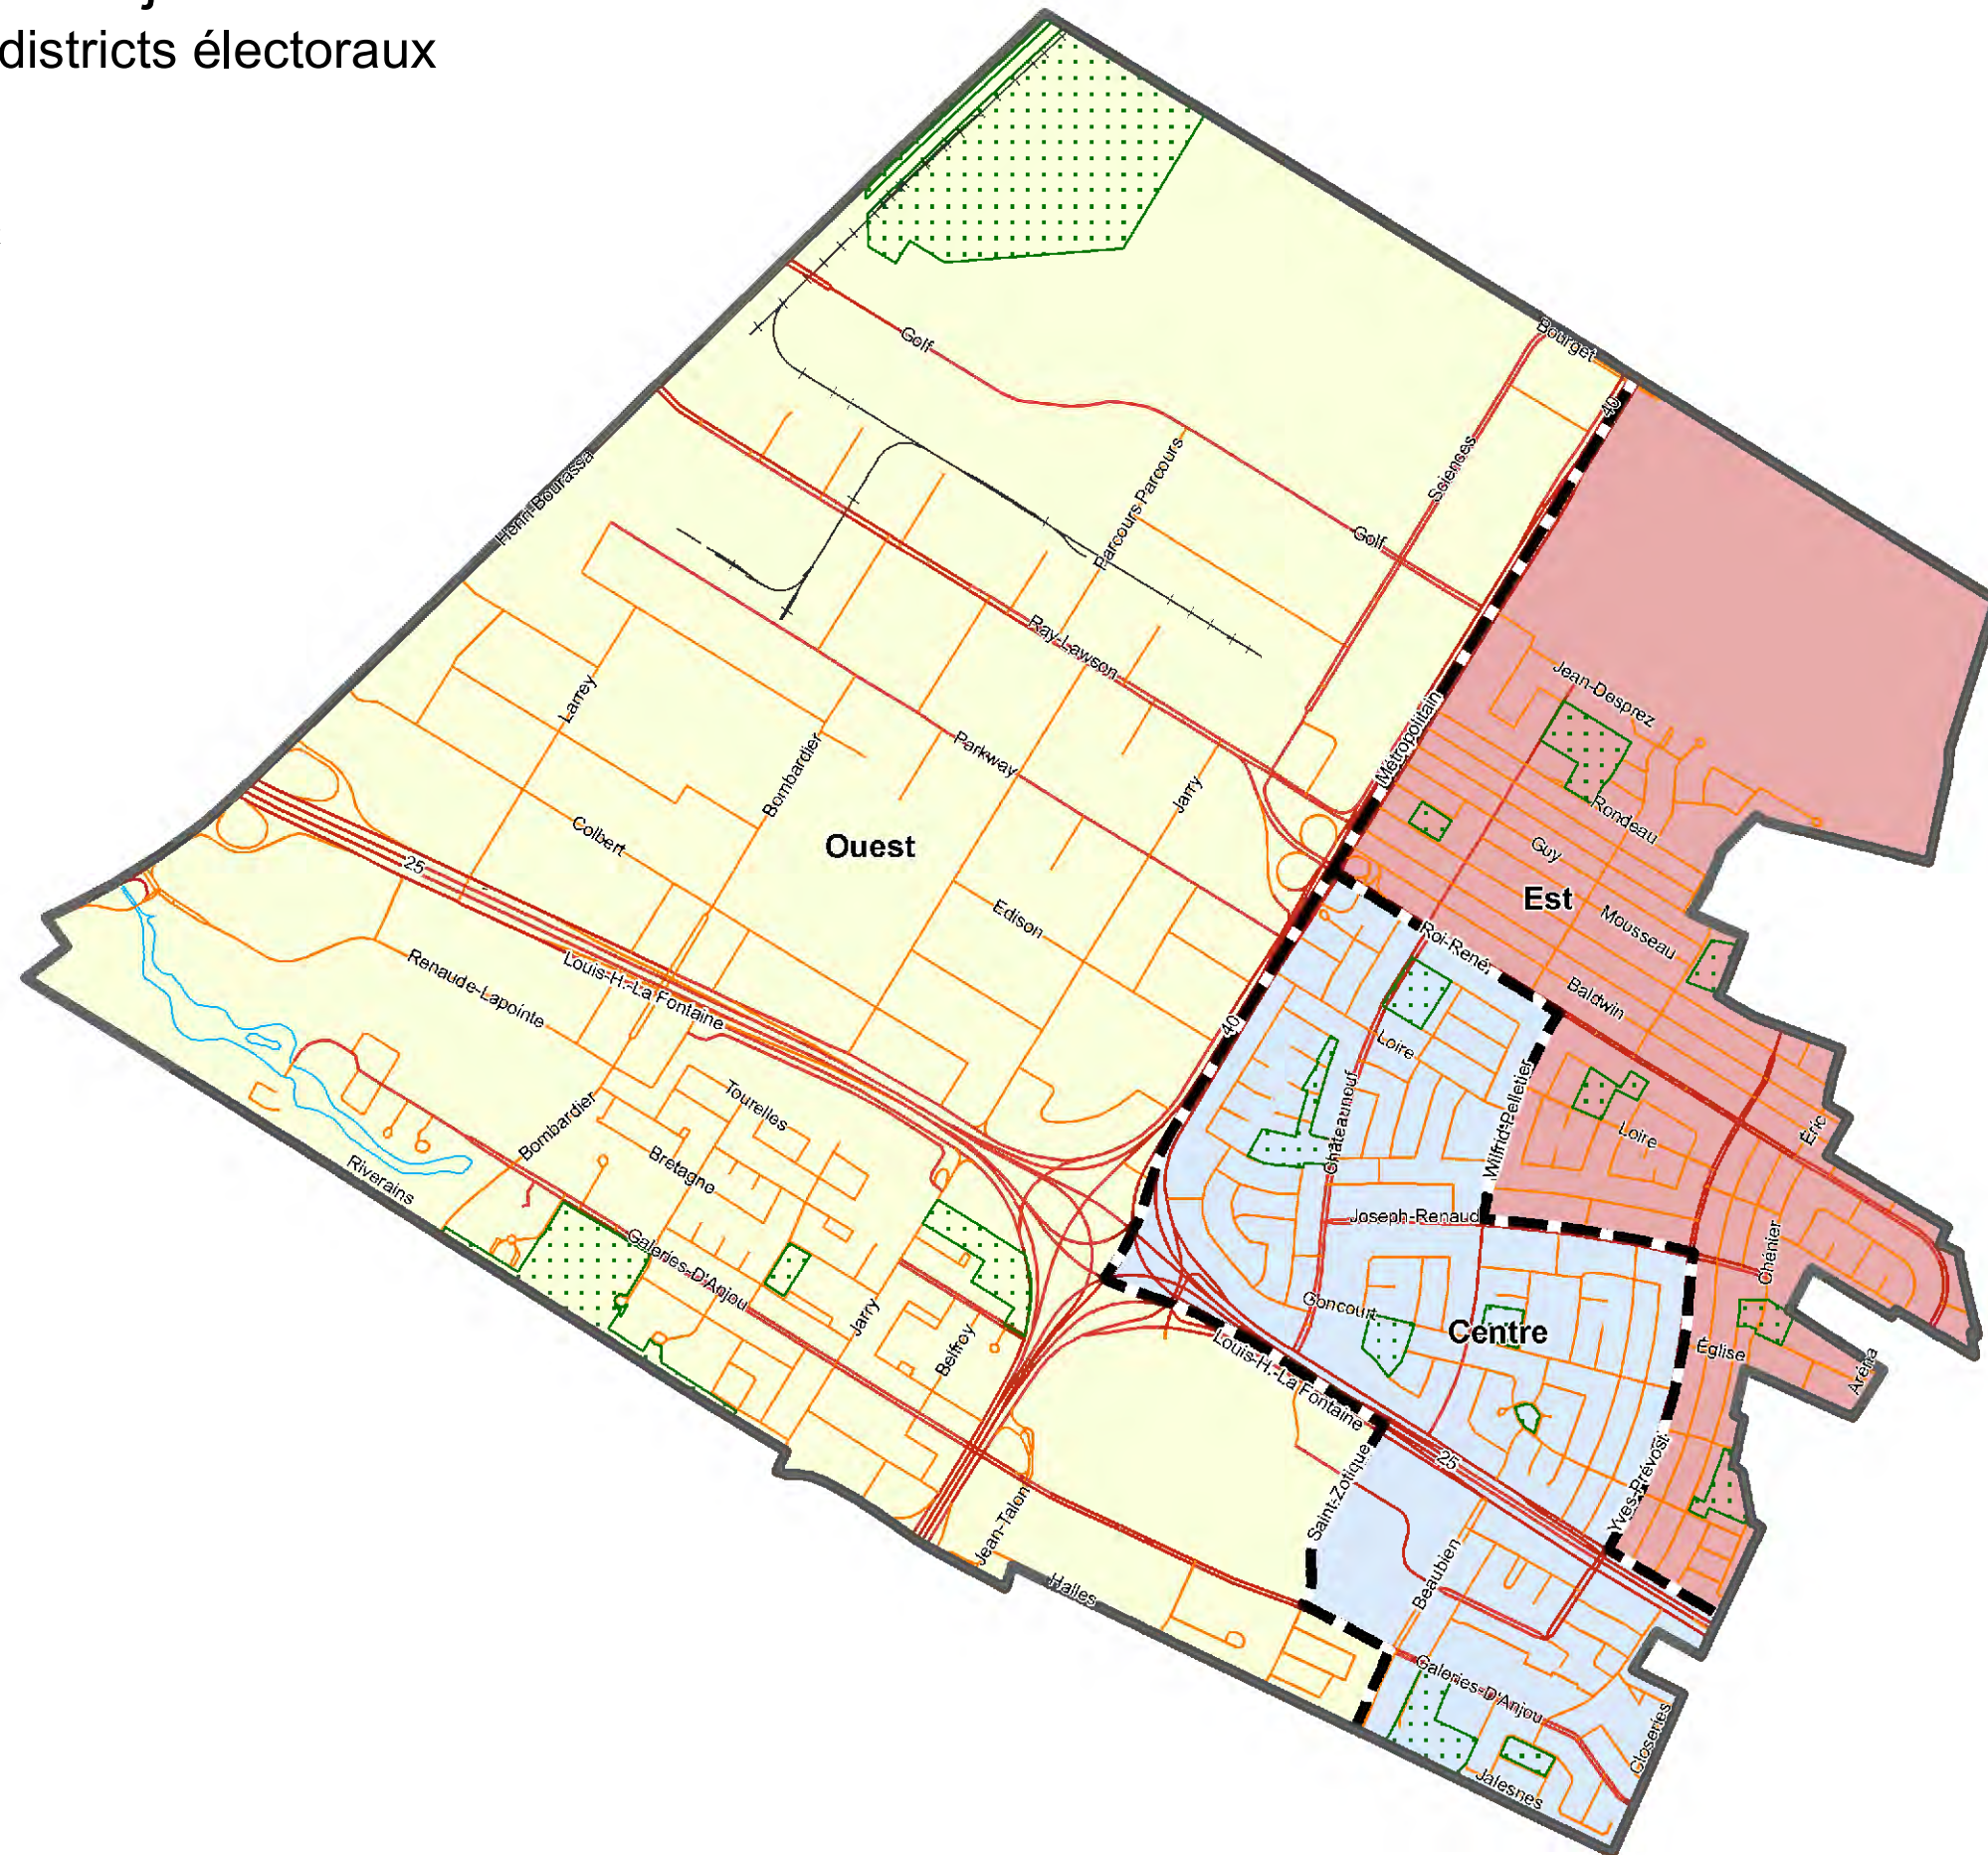 districts électoraux
Bourget
40
Golf
Sciences
Parcours
Parcours
Henri-Bourassa
Golf
Ray-Lawson
Jean-Desprez
Métropolitain
Larrey
Parkway
Bombardier
Jarry
Rondeau
Colbert
Ouest
Guy
25
Est
Edison
Mousseau
Roi-René
Renaude-Lapointe
Louis-H.-La Fontaine
Baldwin
40
Loire
Châteauneuf
Wilfrid-Pelletier
Tourelles
Loire
Éric
Bombardier
Bretagne
Riverains
Joseph-Renaud
Chénier
Galeries-D'Anjou
Goncourt
Jarry
Centre
Belfroy
Louis-H.-La Fontaine
Église
Aréna
25
Saint-Zotique
Yves-Prévost
Jean-Talon
Beaubien
Halles
Galeries-D'Anjou
Closeries
Jalesnes